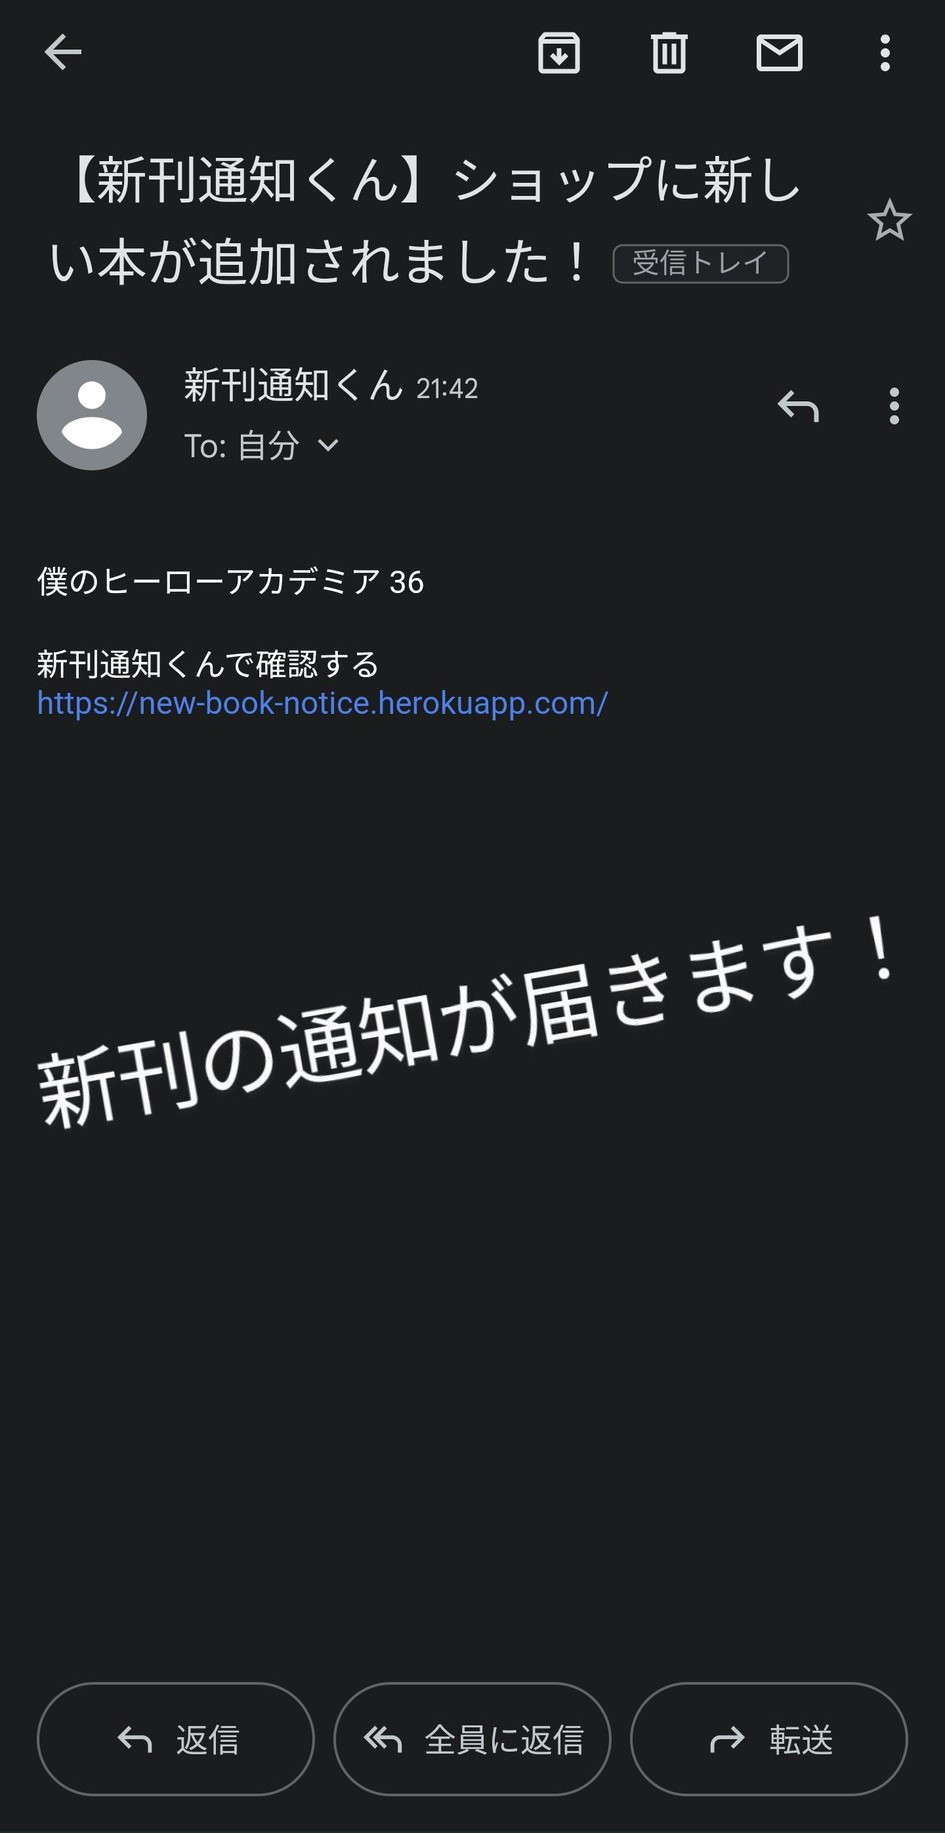 【新刊通知くん】ショップに新し
い本が追加されました！ 受信トレイ
新刊通知くん 21:42
To: 自分
僕のヒーローアカデミア 36
新刊通知くんで確認する
https://new-book-notice.herokuapp.com/
新刊の通知が届きます！
返信 全員に返信 転送